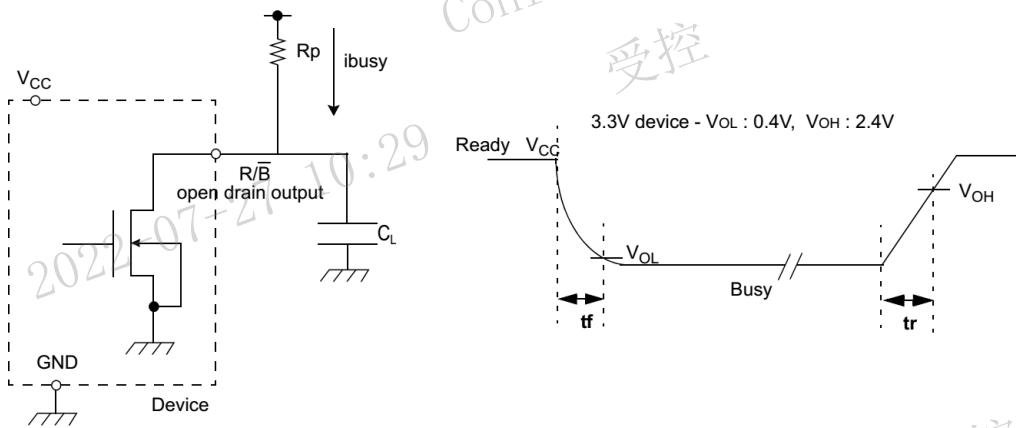 受控
Rp
ibusy
VCC
3.3V device - VOL : 0.4V, VOH : 2.4V
Ready VCC
R/B̅
open drain output
2022-07-27 10:29
VOH
CL
VOL
Busy
tf
tr
GND
Device